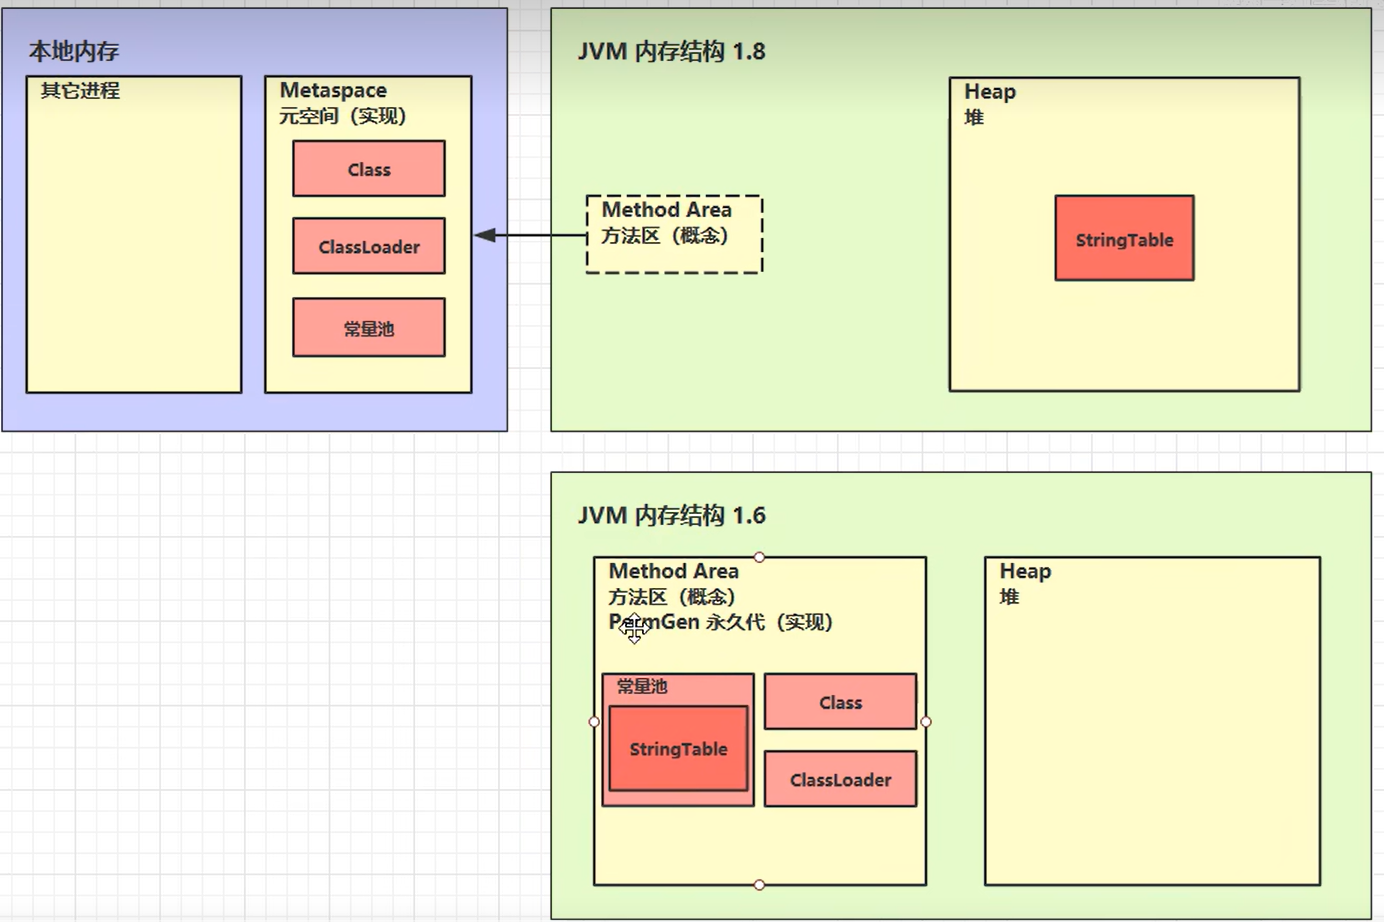 本地内存
其它进程
Metaspace
元空间（实现）
Class
ClassLoader
常量池
JVM 内存结构 1.8
Method Area
方法区（概念）
Heap
堆
StringTable
JVM 内存结构 1.6
Method Area
方法区（概念）
PermGen 永久代（实现）
常量池
StringTable
Class
ClassLoader
Heap
堆